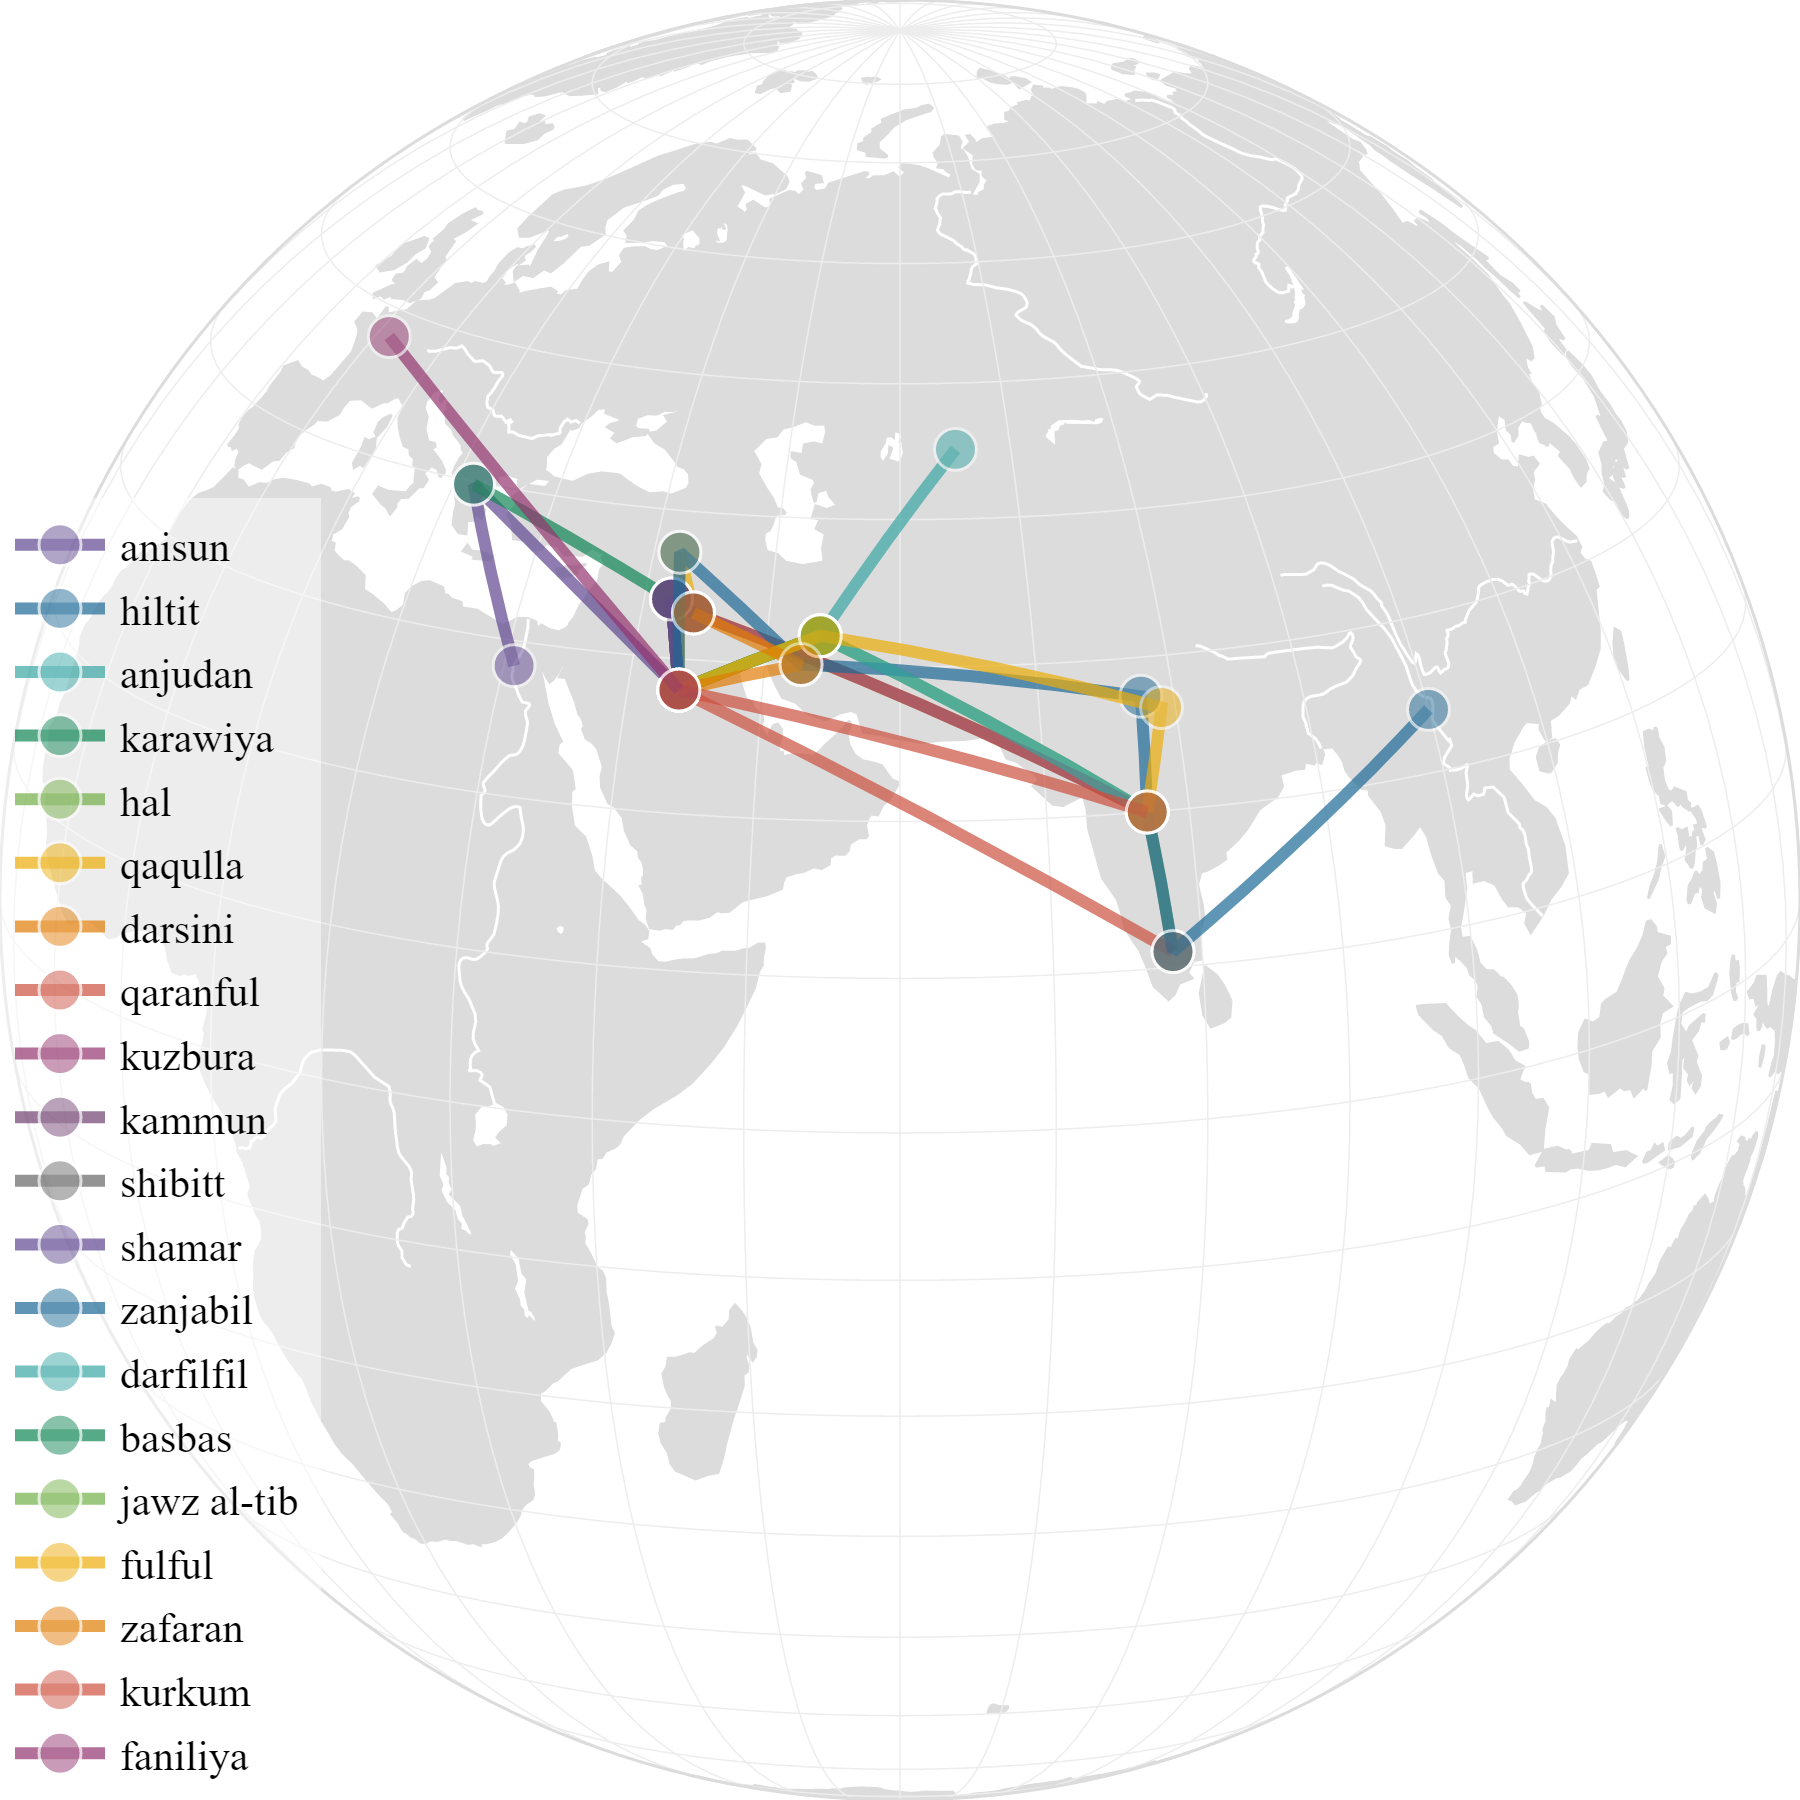 anisun
hiltit
anjudan
karawiya
hal
qaqulla
darsini
qaranful
kuzbura
kammun
shibitt
shamar
zanjabil
darfilfil
basbas
jawz al-tib
fulful
zafaran
kurkum
faniliya